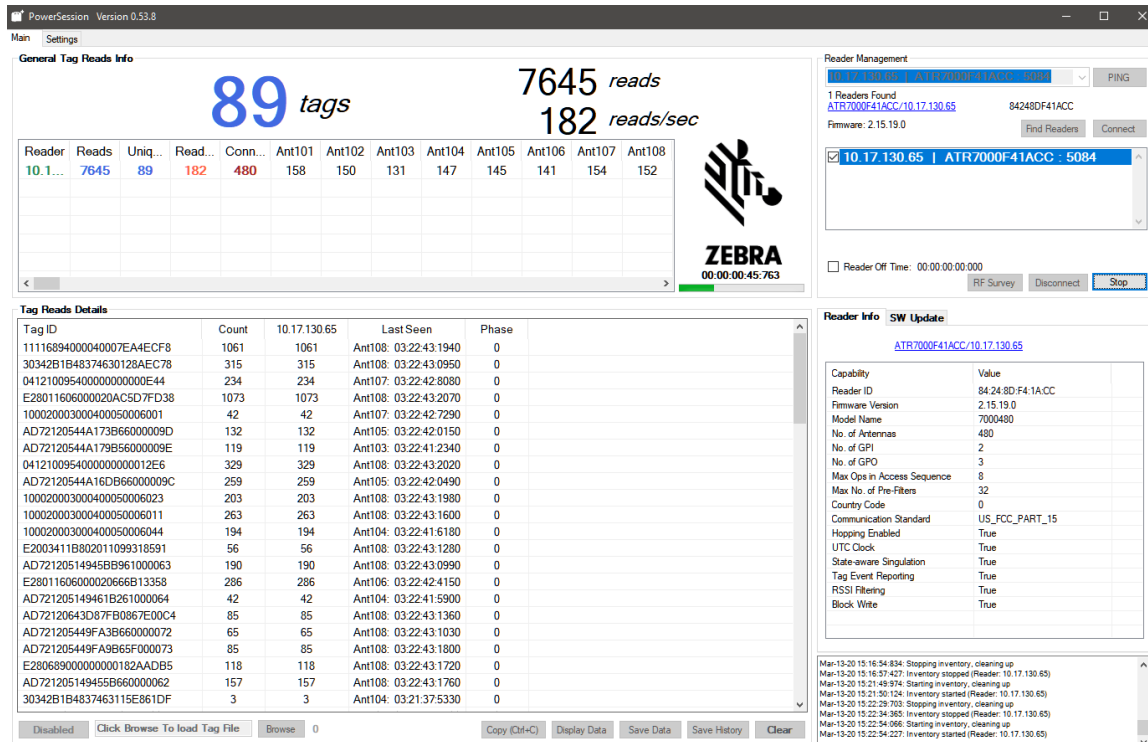 PowerSession Version 0.53.8
Main Settings
General Tag Reads Info
89 tags
7645 reads
182 reads/sec
Reader Reads Uniq... Read... Conn... Ant101 Ant102 Ant103 Ant104 Ant105 Ant106 Ant107 Ant108
10.1... 7645 89 182 480 158 150 131 147 145 141 154 152
ZEBRA
00:00:00:45:763
Reader Management
10.17.130.65 | ATR7000F41ACC : 5084 PING
1 Readers Found
ATR7000F41ACC/10.17.130.65 84248DF41ACC
Firmware: 2.15.19.0 Find Readers Connect
10.17.130.65 | ATR7000F41ACC : 5084
Reader Off Time: 00:00:00:00:000
RF Survey Disconnect Stop
Tag Reads Details
Tag ID Count 10.17.130.65 Last Seen Phase
11116894000040007EA4ECF8 1061 1061 Ant108: 03:22:43:1940 0
30342B1B48374630128AEC78 315 315 Ant108: 03:22:43:0950 0
04121009540000000000E44 234 234 Ant107: 03:22:42:8080 0
E28011606000020AC5D7FD38 1073 1073 Ant108: 03:22:43:2070 0
100020003000400050006001 42 42 Ant107: 03:22:42:7290 0
AD72120544A173B66000009D 132 132 Ant105: 03:22:42:0150 0
AD72120544A179B56000009E 119 119 Ant103: 03:22:41:2340 0
0412100954000000000012E6 329 329 Ant108: 03:22:43:2020 0
AD72120544A16DB66000009C 259 259 Ant105: 03:22:42:0490 0
100020003000400050006023 203 203 Ant108: 03:22:43:1980 0
100020003000400050006011 263 263 Ant108: 03:22:43:1600 0
100020003000400050006044 194 194 Ant104: 03:22:41:6180 0
E2003411B802011099318591 56 56 Ant108: 03:22:43:1280 0
AD72120514945BB961000063 190 190 Ant108: 03:22:43:0990 0
E28011606000020666B13358 286 286 Ant106: 03:22:42:4150 0
AD721205149461B261000064 42 42 Ant104: 03:22:41:5900 0
AD72120643D87FB0867E00C4 85 85 Ant108: 03:22:43:1360 0
AD721205449FA3B660000072 65 65 Ant108: 03:22:43:1030 0
AD721205449FA9B65F000073 85 85 Ant108: 03:22:43:1800 0
E280689000000000182AADB5 118 118 Ant108: 03:22:43:1720 0
AD721205149455B660000062 157 157 Ant108: 03:22:43:1760 0
30342B1B4837463115E861DF 3 3 Ant104: 03:21:37:5330 0
Disabled Click Browse To load Tag File Browse 0 Copy (Ctrl+C) Display Data Save Data Save History Clear
Reader Info SW Update
ATR7000F41ACC/10.17.130.65
Capability Value
Reader ID 84:24:8D:F4:1A:CC
Firmware Version 2.15.19.0
Model Name 7000480
No. of Antennas 480
No. of GPI 2
No. of GPO 3
Max Ops in Access Sequence 8
Max No. of Pre-Filters 32
Country Code 0
Communication Standard US_FCC_PART_15
Hopping Enabled True
UTC Clock True
State-aware Singulation True
Tag Event Reporting True
RSSI Filtering True
Block Write True
Mar-13-20 15:16:54:834: Stopping inventory, cleaning up
Mar-13-20 15:16:57:427: Inventory stopped (Reader: 10.17.130.65)
Mar-13-20 15:21:49:974: Starting inventory, cleaning up
Mar-13-20 15:21:50:124: Inventory started (Reader: 10.17.130.65)
Mar-13-20 15:22:29:703: Stopping inventory, cleaning up
Mar-13-20 15:22:34:365: Inventory stopped (Reader: 10.17.130.65)
Mar-13-20 15:22:54:066: Starting inventory, cleaning up
Mar-13-20 15:22:54:227: Inventory started (Reader: 10.17.130.65)